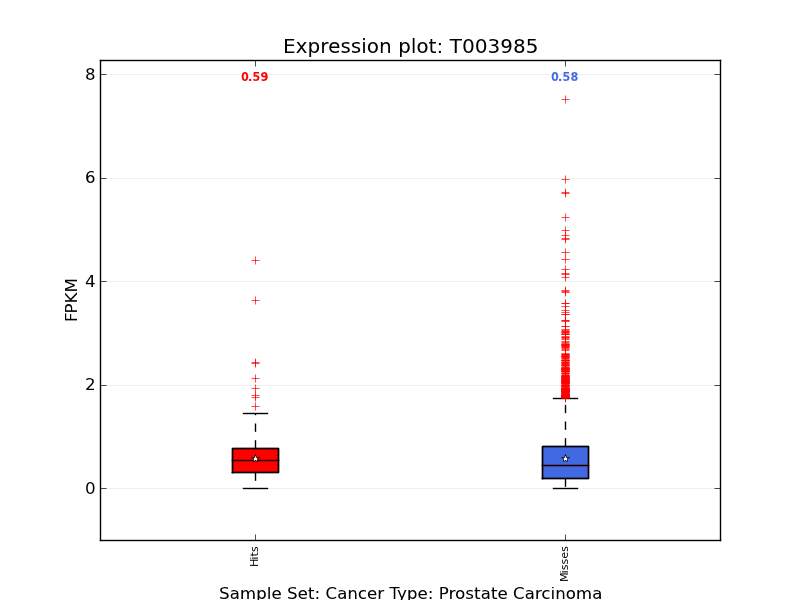 Expression plot: T003985
0.59
0.58
8
6
4
2
0
FPKM
Hits
Misses
Sample Set: Cancer Type: Prostate Carcinoma